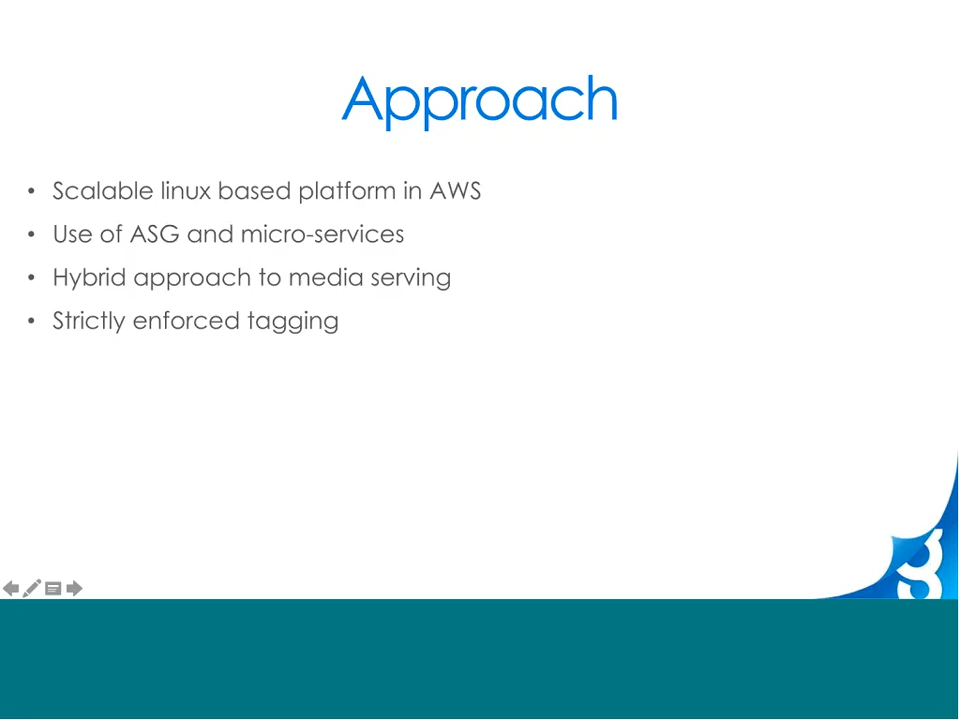 Approach
• Scalable linux based platform in AWS
• Use of ASG and micro-services
• Hybrid approach to media serving
• Strictly enforced tagging